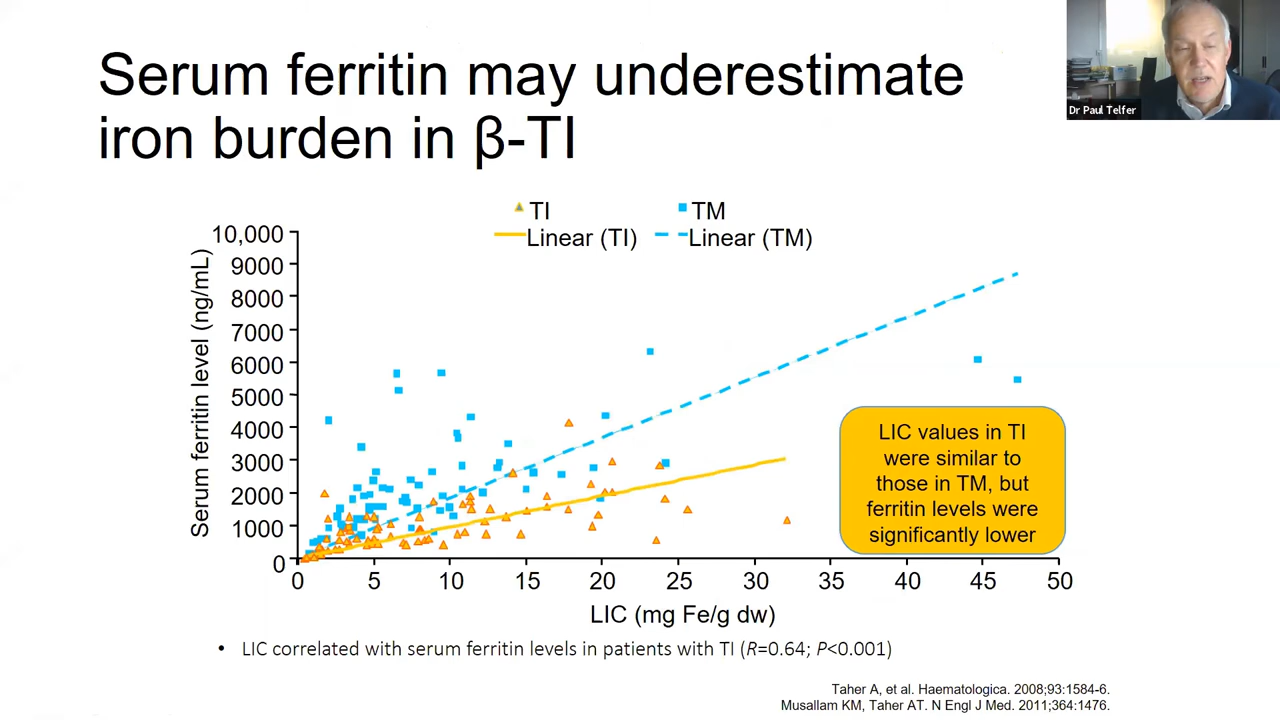 Serum ferritin may underestimate
iron burden in β-TI
Dr Paul Telfer
TI
TM
Linear (TI)
Linear (TM)
Serum ferritin level (ng/mL)
10,000
9000
8000
7000
6000
5000
4000
3000
2000
1000
0
0 5 10 15 20 25 30 35 40 45 50
LIC (mg Fe/g dw)
LIC values in TI
were similar to
those in TM, but
ferritin levels were
significantly lower
• LIC correlated with serum ferritin levels in patients with TI (R=0.64; P<0.001)
Taher A, et al. Haematologica. 2008;93:1584-6.
Musallam KM, Taher AT. N Engl J Med. 2011;364:1476.